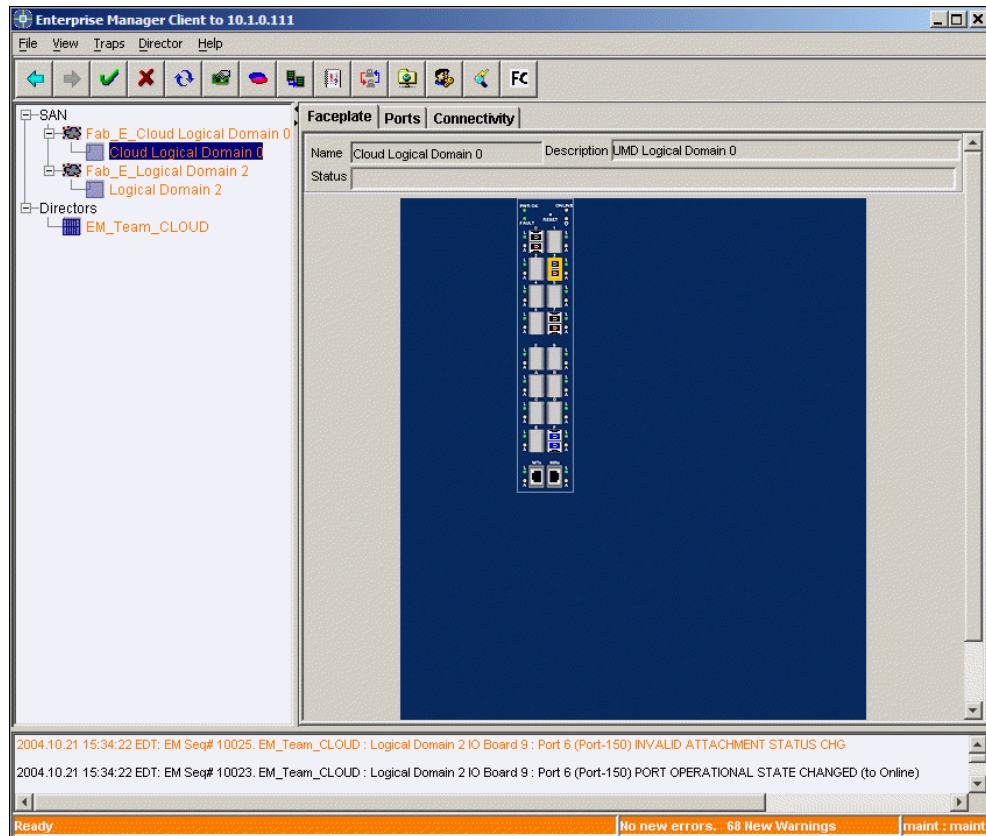 Enterprise Manager Client to 10.1.0.111
File View Traps Director Help
FC
SAN
Fab_E_Cloud Logical Domain 0
Cloud Logical Domain 0
Fab_E_Logical Domain 2
Logical Domain 2
Directors
EM_Team_CLOUD
Faceplate Ports Connectivity
Name Cloud Logical Domain 0 Description UMD Logical Domain 0
Status
PWR OK ONLINE
FAULT RESET
2004.10.21 15:34:22 EDT: EM Seq# 10025. EM_Team_CLOUD : Logical Domain 2 IO Board 9 : Port 6 (Port-150) INVALID ATTACHMENT STATUS CHG
2004.10.21 15:34:22 EDT: EM Seq# 10023. EM_Team_CLOUD : Logical Domain 2 IO Board 9 : Port 6 (Port-150) PORT OPERATIONAL STATE CHANGED (to Online)
Ready No new errors. 68 New Warnings maint : maint